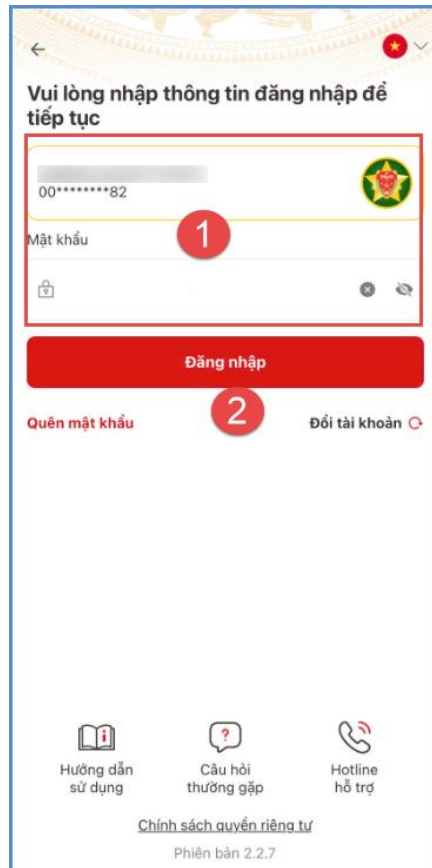 Vui lòng nhập thông tin đăng nhập để
tiếp tục
00********82
Mật khẩu
1
Đăng nhập
2
Quên mật khẩu
Đổi tài khoản
Hướng dẫn
sử dụng
Câu hỏi
thường gặp
Hotline
hỗ trợ
Chính sách quyền riêng tư
Phiên bản 2.2.7